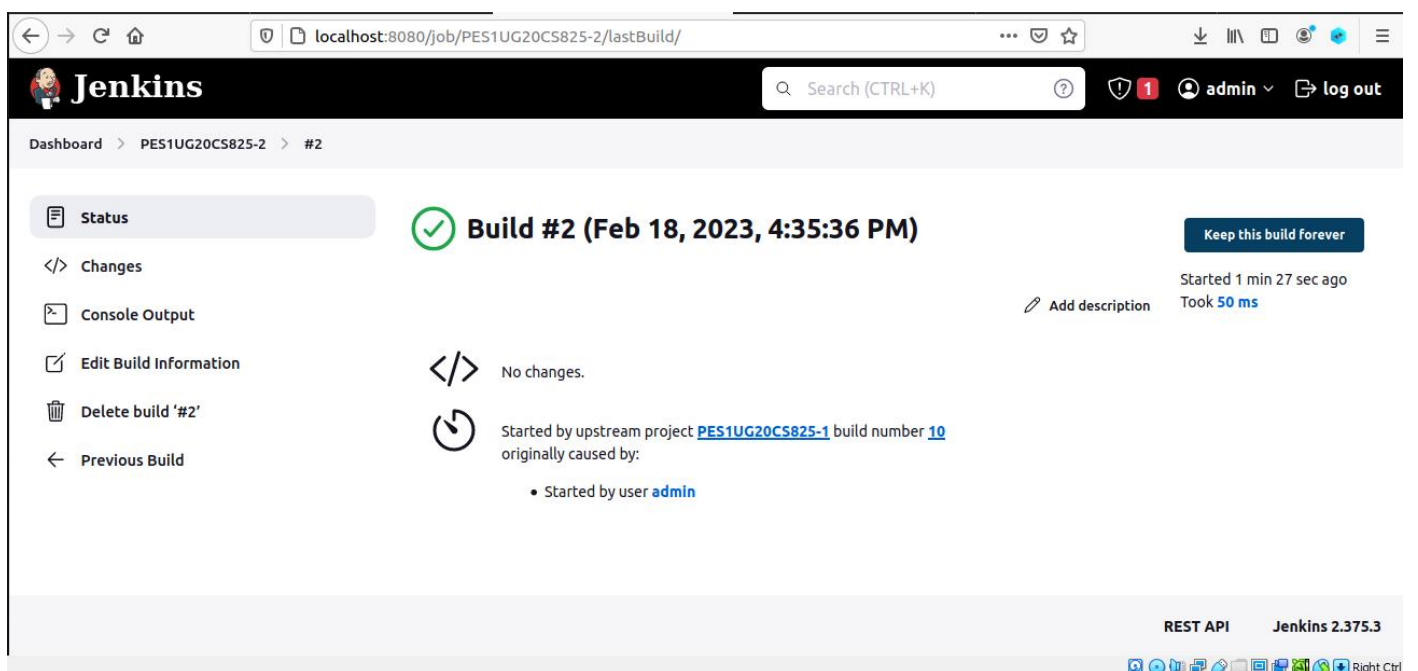 localhost:8080/job/PES1UG20CS825-2/lastBuild/
Jenkins
Search (CTRL+K)
1
admin
log out
Dashboard > PES1UG20CS825-2 > #2
Status
Changes
Console Output
Edit Build Information
Delete build ‘#2’
Previous Build
Build #2 (Feb 18, 2023, 4:35:36 PM)
Keep this build forever
Started 1 min 27 sec ago
Took 50 ms
Add description
No changes.
Started by upstream project PES1UG20CS825-1 build number 10
originally caused by:
• Started by user admin
REST API
Jenkins 2.375.3
Right Ctrl